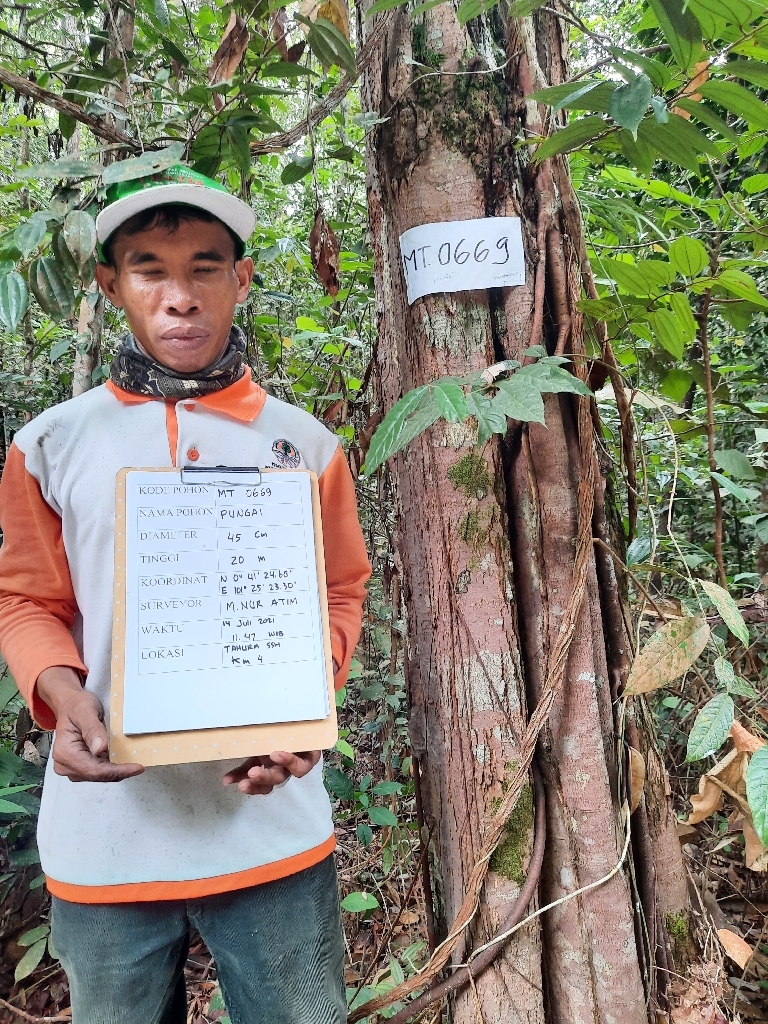 MT.0669
KODE POHON MT 0669
NAMA POHON PUNGAI
DIAMETER 45 Cm
TINGGI 20 m
KOORDINAT N 0° 41' 24.60"
E 101° 25' 23.30"
SURVEYOR M.NUR ATIM
WAKTU 14 JULI 2021
11.47 WIB
LOKASI TAHURA SSH
KM 4